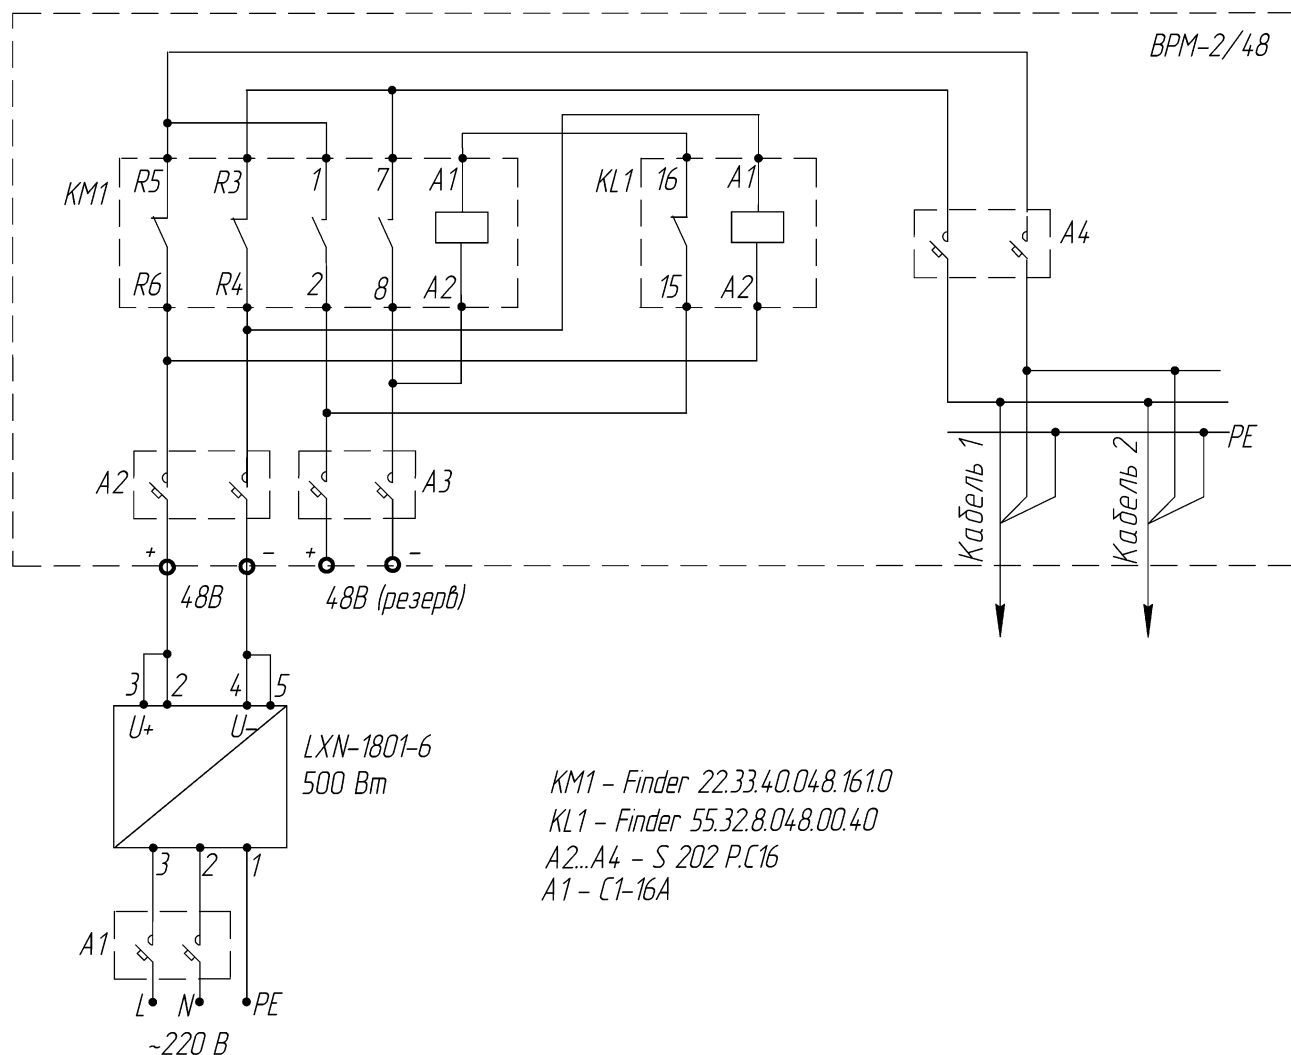 ВРМ-2/48
KM1
R5
R3
1
7
A1
R6
R4
2
8
A2
KL1
16
A1
15
A2
A4
PE
Кабель 1
Кабель 2
A2
A3
+
-
+
-
48В
48В (резерв)
3
2
4
5
U+
U-
LXN-1801-6
500 Вт
3
2
1
A1
L
N
PE
~220 В
KM1 - Finder 22.33.40.048.161.0
KL1 - Finder 55.32.8.048.00.40
A2...A4 - S 202 P.C16
A1 - C1-16A